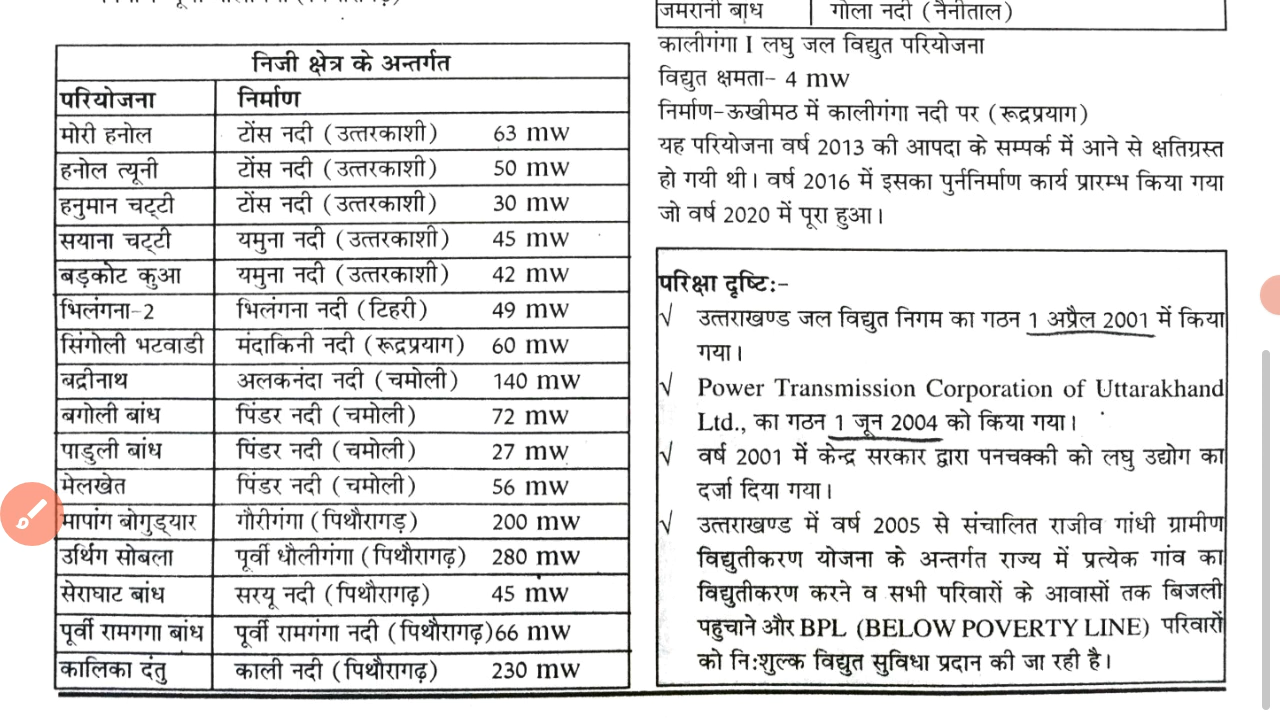 निजी क्षेत्र के अन्तर्गत
परियोजना निर्माण
मोरी हनोल टोंस नदी (उत्तरकाशी) 63 mw
हनोल त्यूनी टोंस नदी (उत्तरकाशी) 50 mw
हनुमान चट्टी टोंस नदी (उत्तरकाशी) 30 mw
सयाना चट्टी यमुना नदी (उत्तरकाशी) 45 mw
बड़कोट कुआ यमुना नदी (उत्तरकाशी) 42 mw
भिलंगना-2 भिलंगना नदी (टिहरी) 49 mw
सिंगोली भटवाडी मंदाकिनी नदी (रूद्रप्रयाग) 60 mw
बद्रीनाथ अलकनंदा नदी (चमोली) 140 mw
बगोली बांध पिंडर नदी (चमोली) 72 mw
पाडुली बांध पिंडर नदी (चमोली) 27 mw
मेलखेत पिंडर नदी (चमोली) 56 mw
मापांग बोगुड्यार गौरीगंगा (पिथौरागड़) 200 mw
उर्थिग सोबला पूर्वी धौलीगंगा (पिथौरागढ़) 280 mw
सेराघाट बांध सरयू नदी (पिथौरागढ़) 45 mw
पूर्वी रामगगा बांध पूर्वी रामगंगा नदी (पिथौरागढ़) 66 mw
कालिका दंतु काली नदी (पिथौरागढ़) 230 mw
जमरानी बाध गोला नदी (नैनीताल)
कालीगंगा I लघु जल विद्युत परियोजना
विद्युत क्षमता- 4 mw
निर्माण-ऊखीमठ में कालीगंगा नदी पर (रूद्रप्रयाग)
यह परियोजना वर्ष 2013 की आपदा के सम्पर्क में आने से क्षतिग्रस्त
हो गयी थी। वर्ष 2016 में इसका पुर्ननिर्माण कार्य प्रारम्भ किया गया
जो वर्ष 2020 में पूरा हुआ।
परिक्षा दृष्टि:-
√ उत्तराखण्ड जल विद्युत निगम का गठन 1 अप्रैल 2001 में किया
गया।
√ Power Transmission Corporation of Uttarakhand
Ltd., का गठन 1 जून 2004 को किया गया।
√ वर्ष 2001 में केन्द्र सरकार द्वारा पनचक्की को लघु उद्योग का
दर्जा दिया गया।
√ उत्तराखण्ड में वर्ष 2005 से संचालित राजीव गांधी ग्रामीण
विद्युतीकरण योजना के अन्तर्गत राज्य में प्रत्येक गांव का
विद्युतीकरण करने व सभी परिवारों के आवासों तक बिजली
पहुचाने और BPL (BELOW POVERTY LINE) परिवारों
को नि:शुल्क विद्युत सुविधा प्रदान की जा रही है।